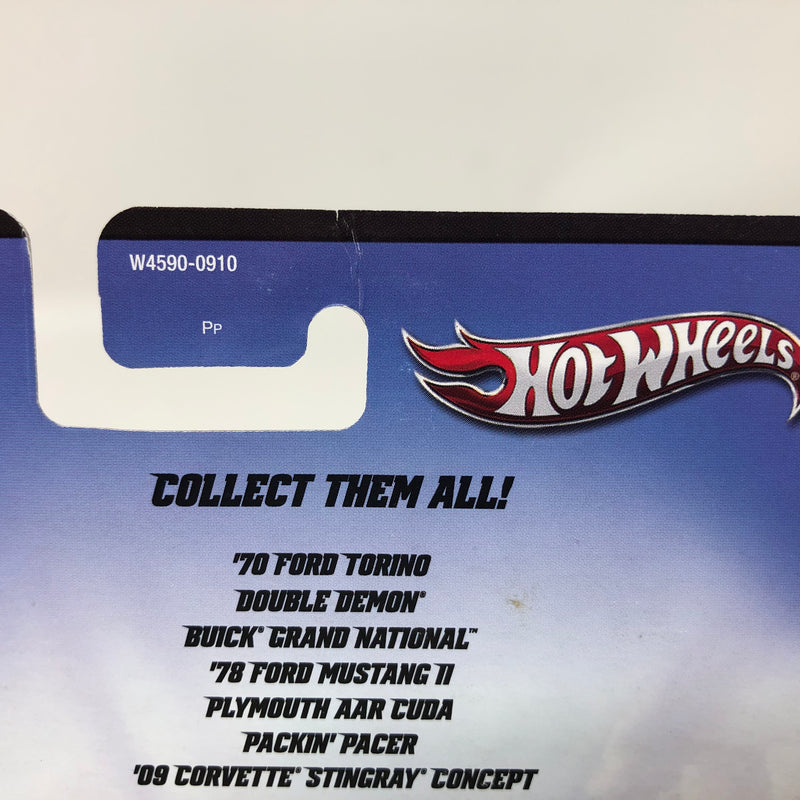 W4590-0910
PP
HOT WHEELS®
COLLECT THEM ALL!
'70 FORD TORINO
DOUBLE DEMON®
BUICK® GRAND NATIONAL™
'78 FORD MUSTANG II
PLYMOUTH AAR CUDA
PACKIN' PACER
'09 CORVETTE® STINGRAY® CONCEPT